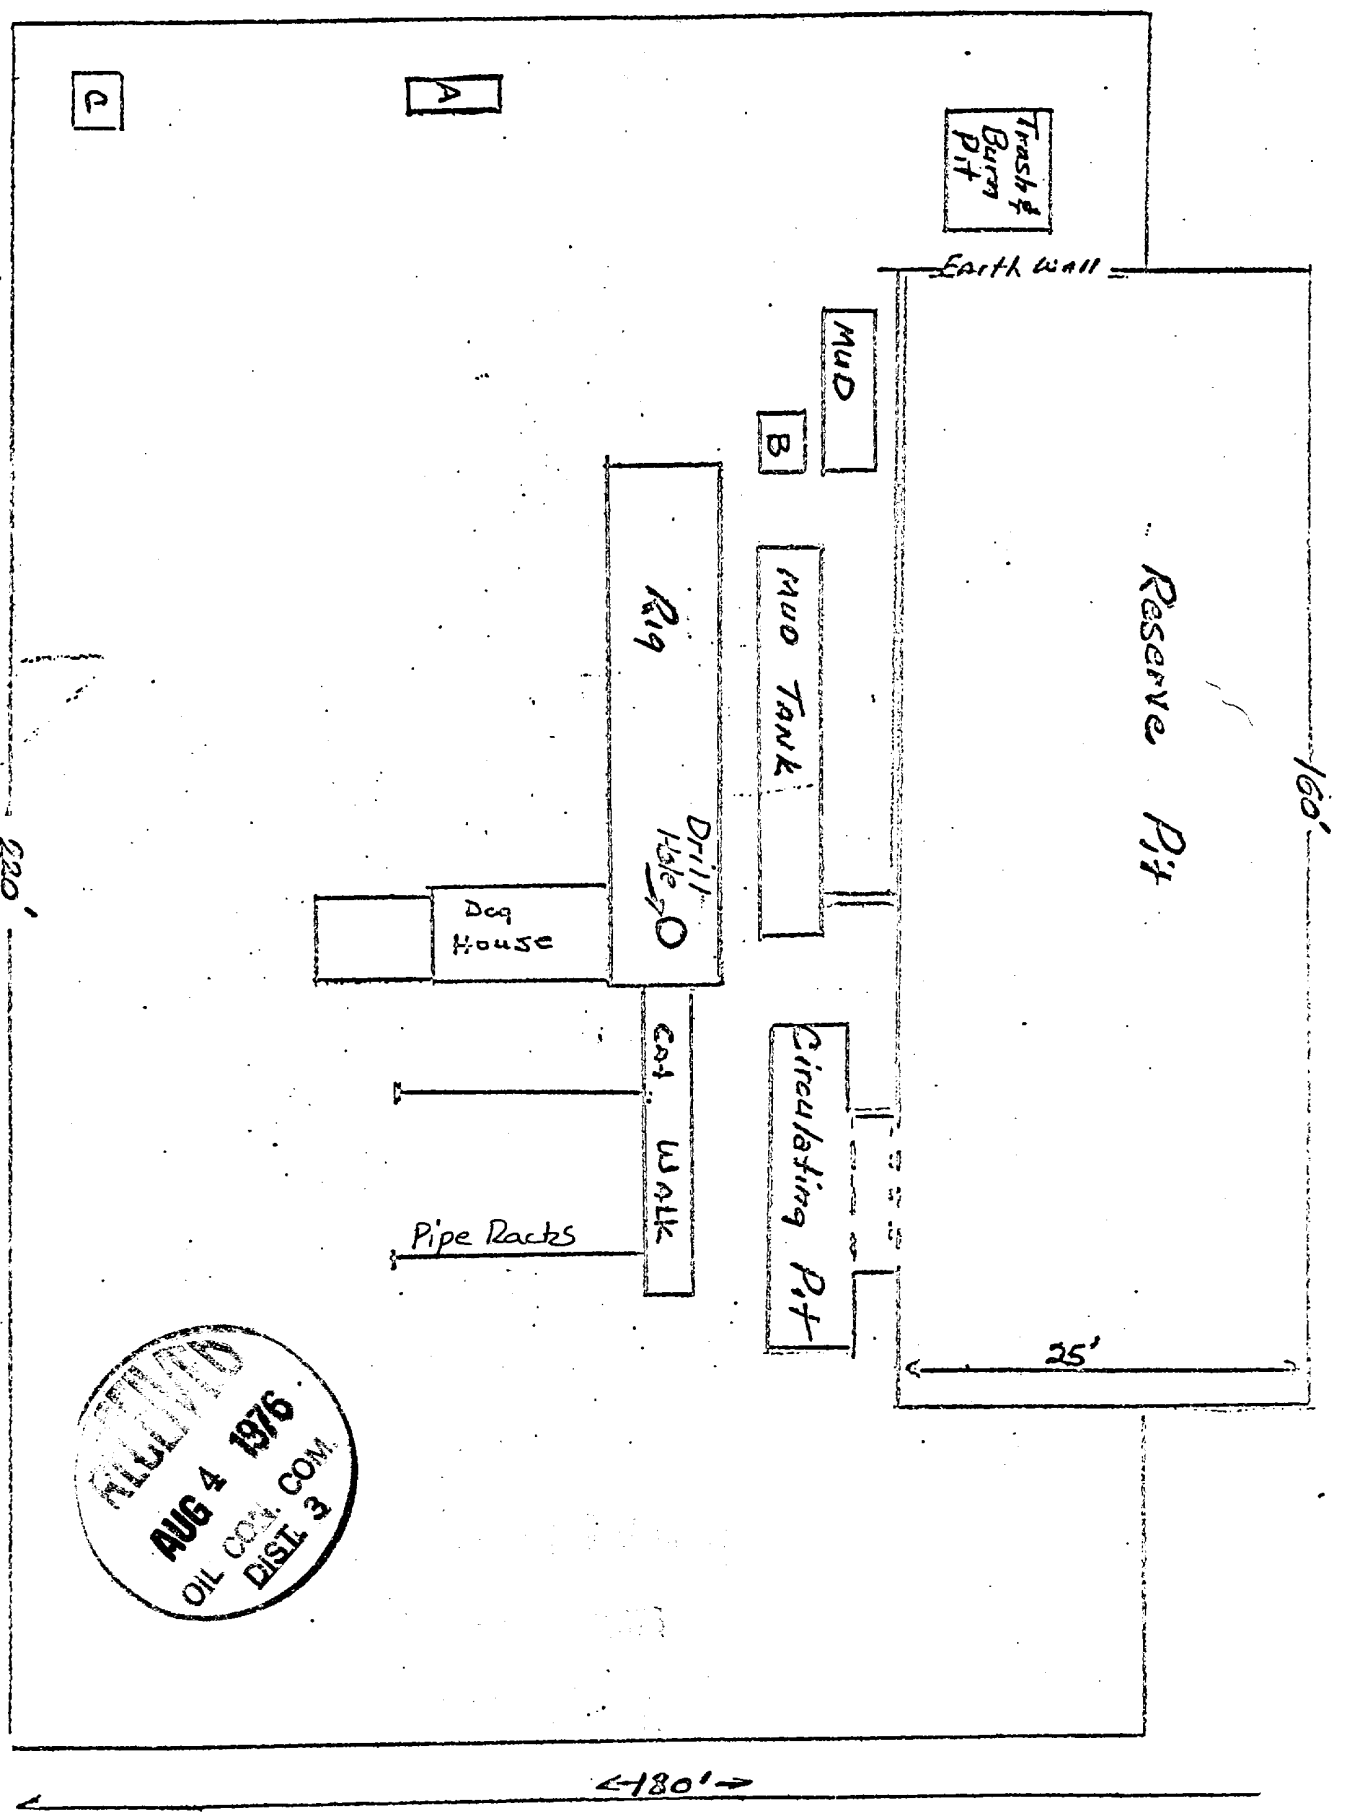 C
A
Trash &
Burn
Pit
Earth Wall
MUD
B
Reserve Pit
160'
MUD TANK
Rig
Drill
Hole
Dog
House
220'
Cat Walk
Circulating Pit
Pipe Racks
25'
RECEIVED
AUG 4 1976
OIL CON. COM.
DIST. 3
180'